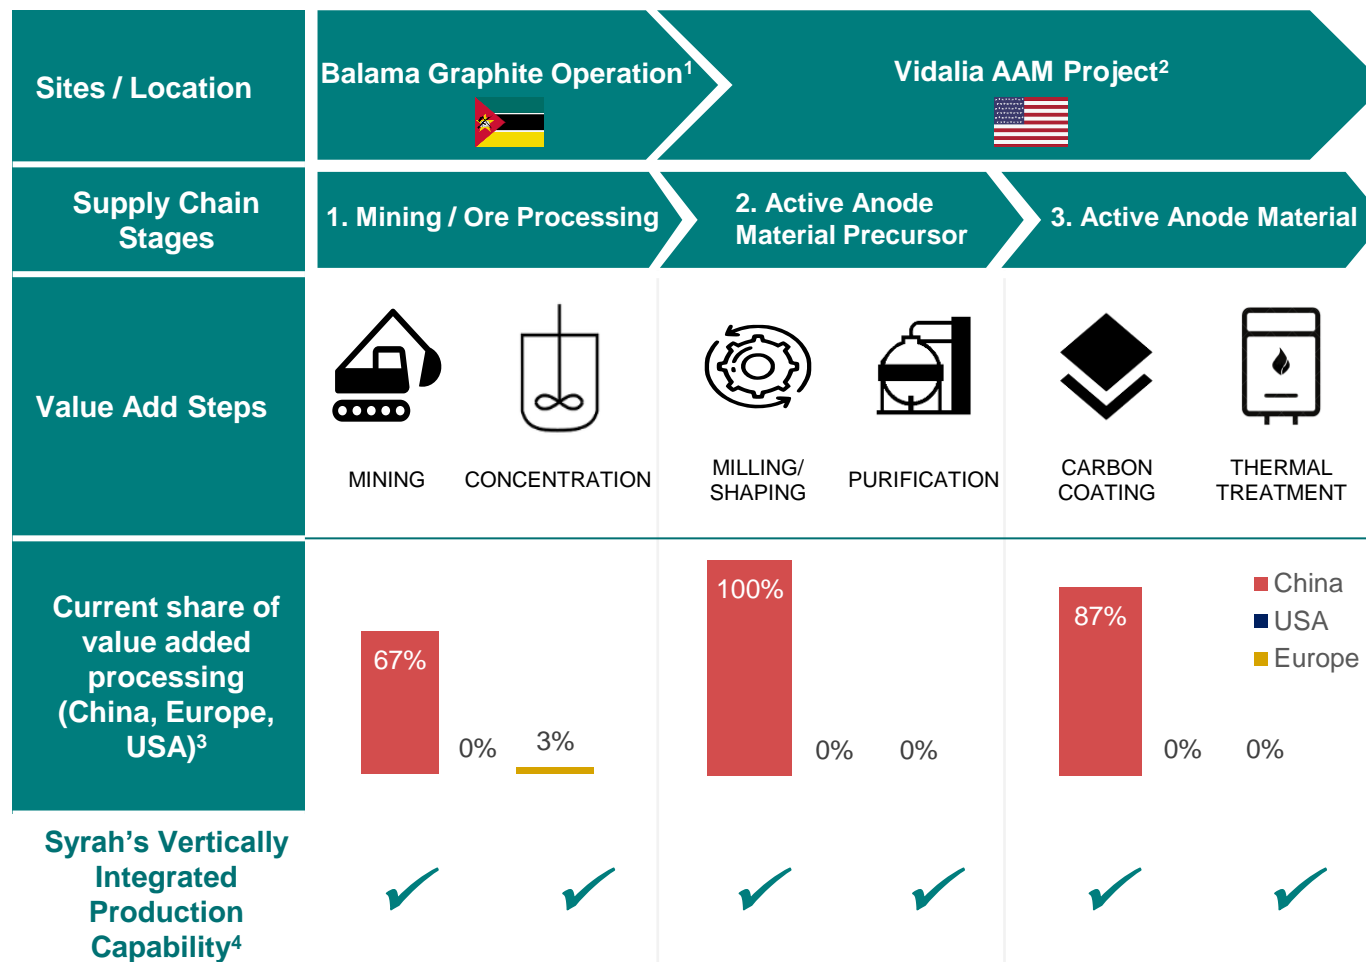 Sites / Location
Balama Graphite Operation¹
Vidalia AAM Project²
Supply Chain
Stages
1. Mining / Ore Processing
2. Active Anode
Material Precursor
3. Active Anode Material
Value Add Steps
MINING
CONCENTRATION
MILLING/
SHAPING
PURIFICATION
CARBON
COATING
THERMAL
TREATMENT
Current share of
value added
processing
(China, Europe,
USA)³
67%
0%
3%
100%
0%
0%
87%
0%
0%
China
USA
Europe
Syrah's Vertically
Integrated
Production
Capability⁴